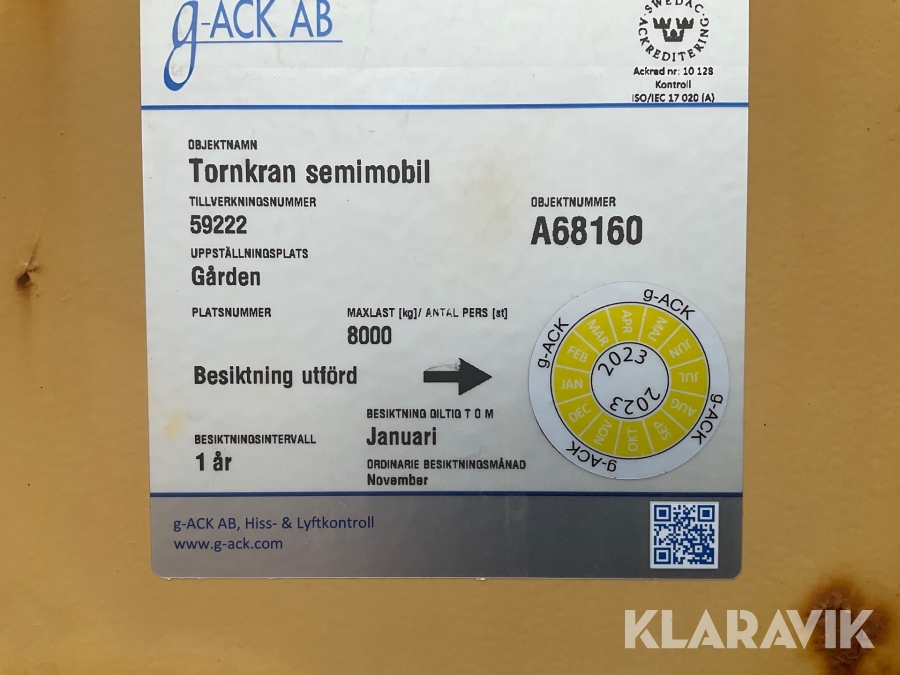 g-ACK AB
SWEDAC
ACKREDITERING
Ackred nr: 10 128
Kontroll
ISO/IEC 17 020 (A)
OBJEKTNAMN
Tornkran semimobil
TILLVERKNINGSNUMMER
59222
OBJEKTNUMMER
A68160
UPPSTÄLLNINGSPLATS
Gården
PLATSNUMMER
MAXLAST [kg]/ ANTAL PERS [st]
8000
Besiktning utförd
BESIKTNING GILTIG T O M
Januari
BESIKTNINGSINTERVALL
1 år
ORDINARIE BESIKTNINGSMÅNAD
November
g-ACK
g-ACK
g-ACK
g-ACK
JAN FEB MAR APR MAJ JUN JUL AUG SEP OKT NOV DEC
2023
2023
g-ACK AB, Hiss- & Lyftkontroll
www.g-ack.com
KLARAVIK